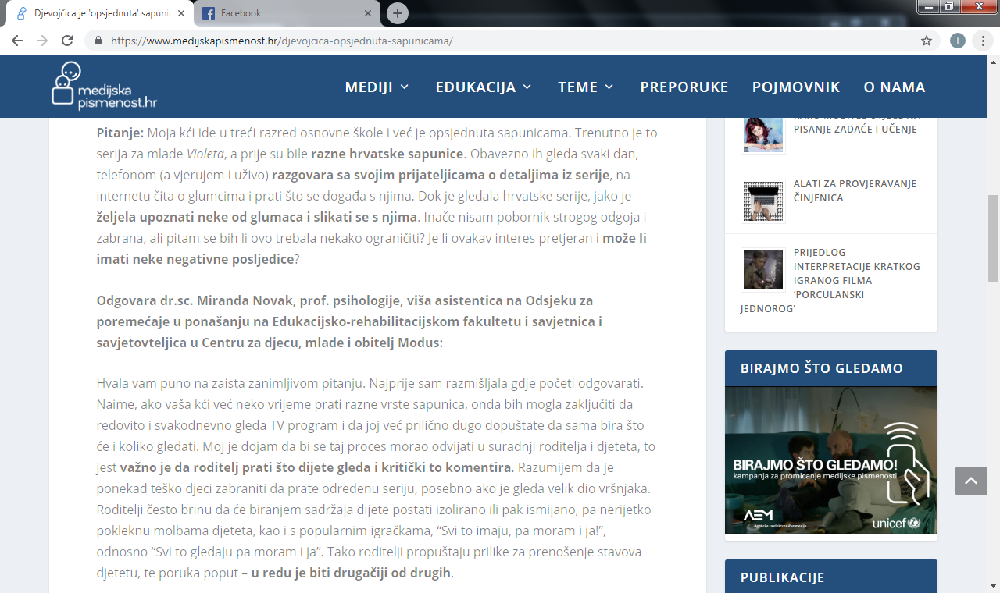 Djevojčica je 'opsjednuta' sapuni
Facebook
https://www.medijskapismenost.hr/djevojcica-opsjednuta-sapunicama/
I
medijska
pismenost.hr
MEDIJI
EDUKACIJA
TEME
PREPORUKE
POJMOVNIK
O NAMA
Pitanje: Moja kći ide u treći razred osnovne škole i već je opsjednuta sapunicama. Trenutno je to
serija za mlade Violeta, a prije su bile razne hrvatske sapunice. Obavezno ih gleda svaki dan,
telefonom (a vjerujem i uživo) razgovara sa svojim prijateljicama o detaljima iz serije, na
internetu čita o glumcima i prati što se događa s njima. Dok je gledala hrvatske serije, jako je
željela upoznati neke od glumaca i slikati se s njima. Inače nisam pobornik strogog odgoja i
zabrana, ali pitam se bih li ovo trebala nekako ograničiti? Je li ovakav interes pretjeran i može li
imati neke negativne posljedice?
Odgovara dr.sc. Miranda Novak, prof. psihologije, viša asistentica na Odsjeku za
poremećaje u ponašanju na Edukacijsko-rehabilitacijskom fakultetu i savjetnica i
savjetovteljica u Centru za djecu, mlade i obitelj Modus:
Hvala vam puno na zaista zanimljivom pitanju. Najprije sam razmišljala gdje početi odgovarati.
Naime, ako vaša kći već neko vrijeme prati razne vrste sapunica, onda bih mogla zaključiti da
redovito i svakodnevno gleda TV program i da joj već prilično dugo dopuštate da sama bira što
će i koliko gledati. Moj je dojam da bi se taj proces morao odvijati u suradnji roditelja i djeteta, to
jest važno je da roditelj prati što dijete gleda i kritički to komentira. Razumijem da je
ponekad teško djeci zabraniti da prate određenu seriju, posebno ako je gleda velik dio vršnjaka.
Roditelji često brinu da će biranjem sadržaja dijete postati izolirano ili pak ismijano, pa nerijetko
pokleknu molbama djeteta, kao i s popularnim igračkama, “Svi to imaju, pa moram i ja!”,
odnosno “Svi to gledaju pa moram i ja”. Tako roditelji propuštaju prilike za prenošenje stavova
djetetu, te poruka poput – u redu je biti drugačiji od drugih.
PISANJE ZADAĆE I UČENJE
ALATI ZA PROVJERAVANJE
ČINJENICA
PRIJEDLOG
INTERPRETACIJE KRATKOG
IGRANOG FILMA
‘PORCULANSKI
JEDNOROG’
BIRAJMO ŠTO GLEDAMO
BIRAJMO ŠTO GLEDAMO!
kampanja za promicanje medijske pismenosti
AEM
Agencija za elektroničke medije
unicef
PUBLIKACIJE